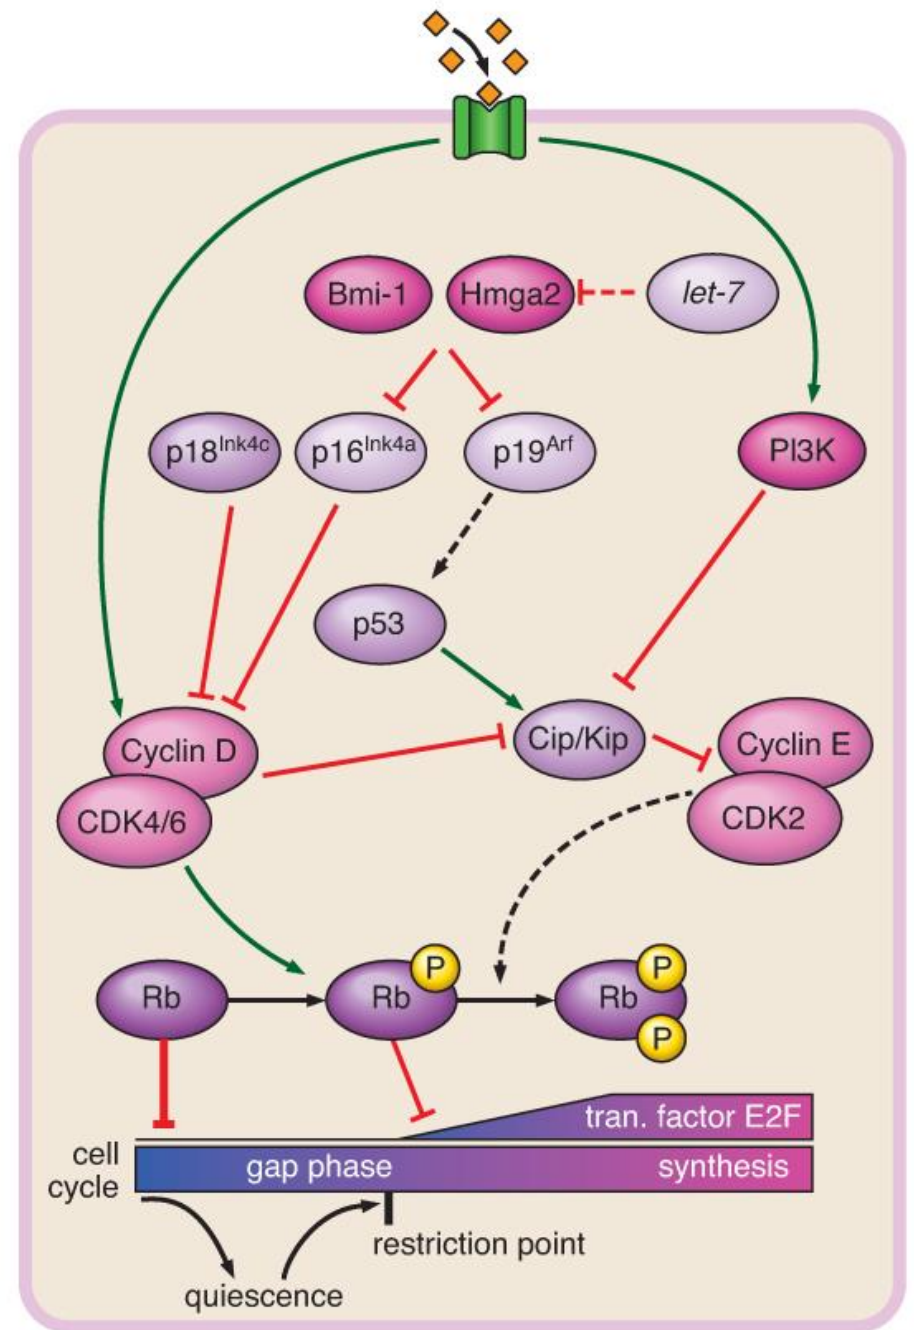 Bmi-1
Hmga2
let-7
p18Ink4c
p16Ink4a
p19Arf
PI3K
p53
Cyclin D
CDK4/6
Cip/Kip
Cyclin E
CDK2
Rb
Rb
P
Rb
P
P
tran. factor E2F
cell
cycle
gap phase
synthesis
restriction point
quiescence